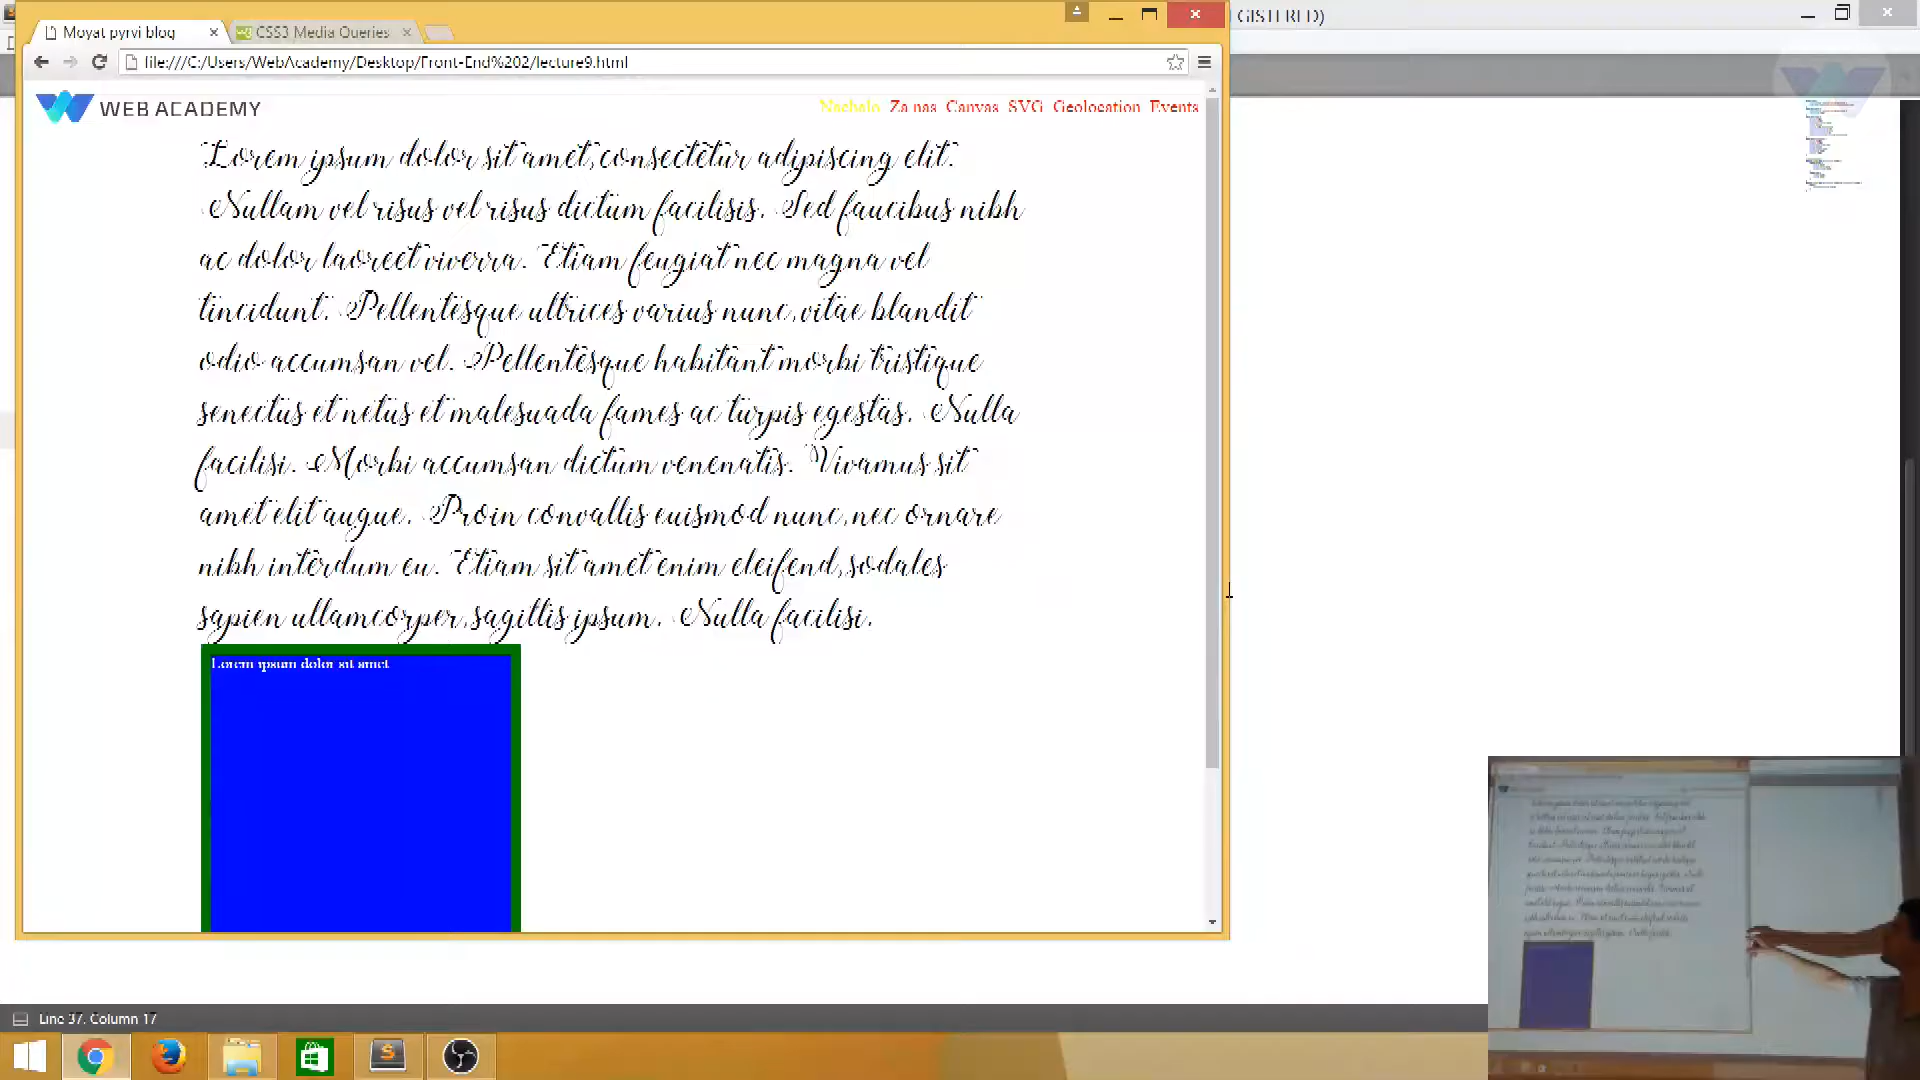 GISTERED)
Moyat pyrvi blog
CSS3 Media Queries
file:///C:/Users/WebAcademy/Desktop/Front-End%202/lecture9.html
WEB ACADEMY
Nachalo Za nas Canvas SVG Geolocation Events
Lorem ipsum dolor sit amet, consectetur adipiscing elit.
Nullam vel risus vel risus dictum facilisis. Sed faucibus nibh
ac dolor laoreet viverra. Etiam feugiat nec magna vel
tincidunt. Pellentesque ultrices varius nunc, vitae blandit
odio accumsan vel. Pellentesque habitant morbi tristique
senectus et netus et malesuada fames ac turpis egestas. Nulla
facilisi. Morbi accumsan dictum venenatis. Vivamus sit
amet elit augue. Proin convallis euismod nunc, nec ornare
nibh interdum eu. Etiam sit amet enim eleifend, sodales
sapien ullamcorper, sagittis ipsum. Nulla facilisi.
Lorem ipsum dolor sit amet
Line 37, Column 17